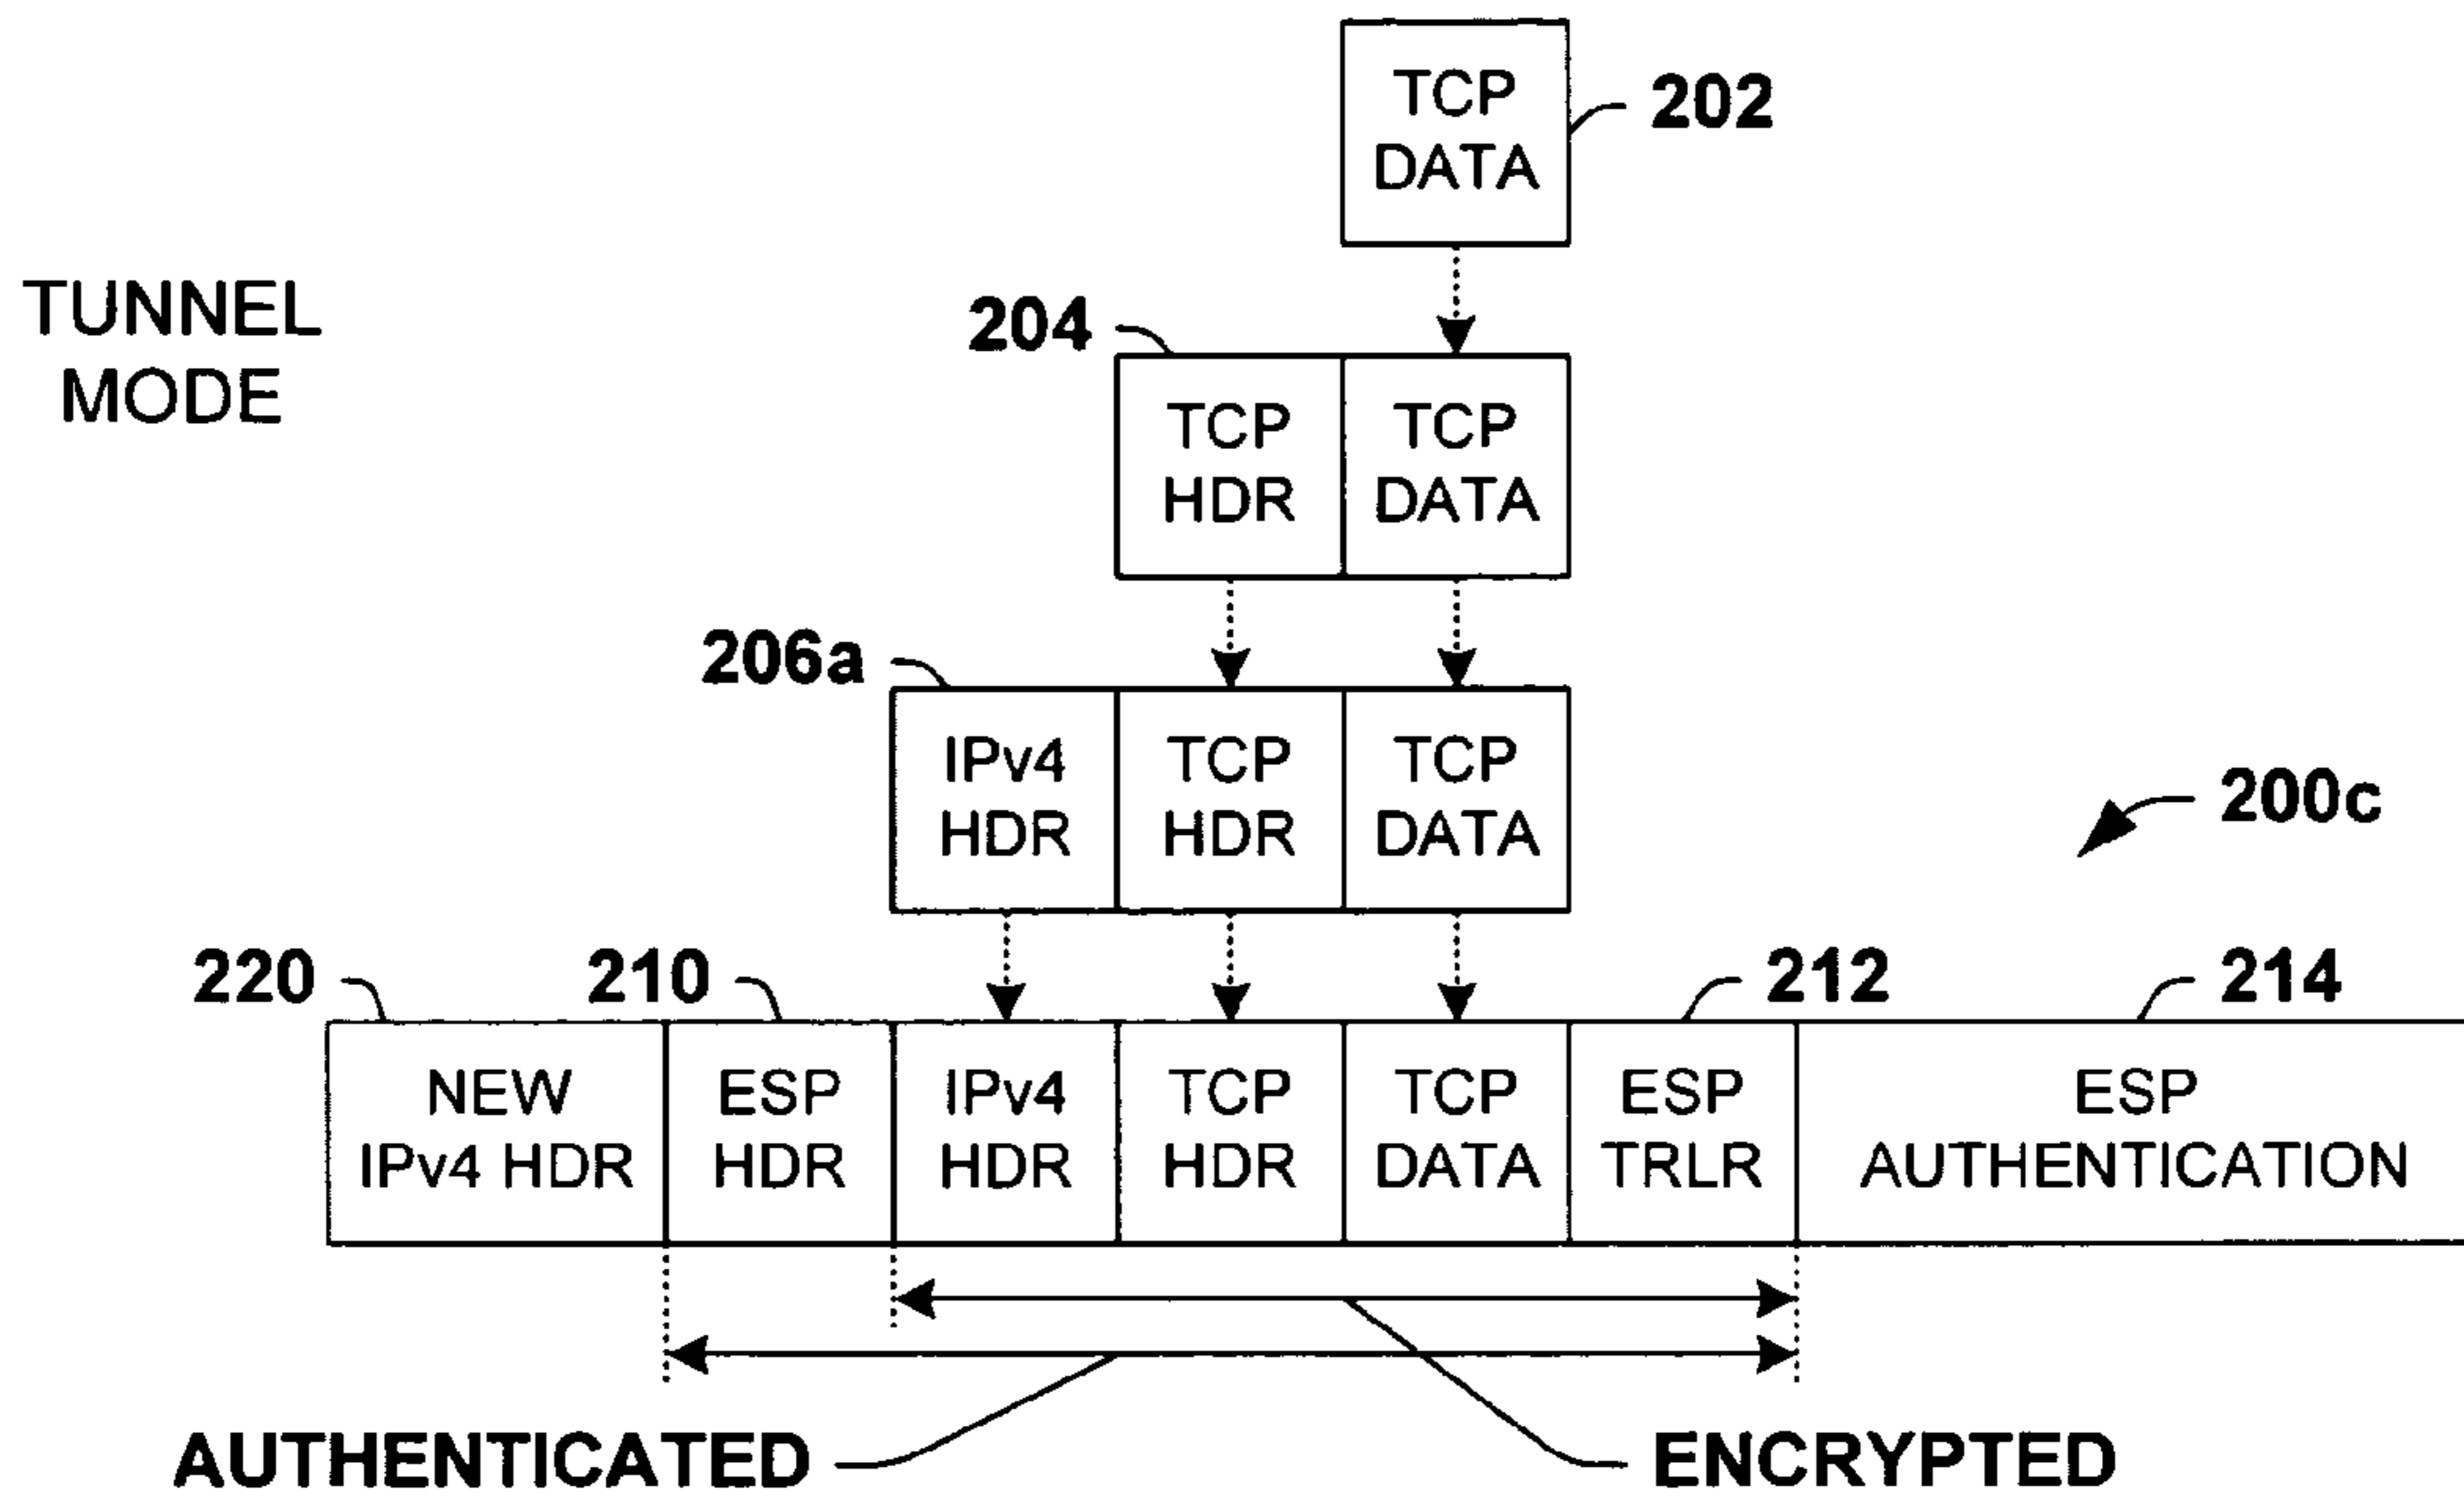 TCP
DATA
202
TUNNEL
MODE
204
TCP
HDR
TCP
DATA
206a
IPv4
HDR
TCP
HDR
TCP
DATA
200c
220
210
212
214
NEW
IPv4 HDR
ESP
HDR
IPv4
HDR
TCP
HDR
TCP
DATA
ESP
TRLR
ESP
AUTHENTICATION
AUTHENTICATED
ENCRYPTED